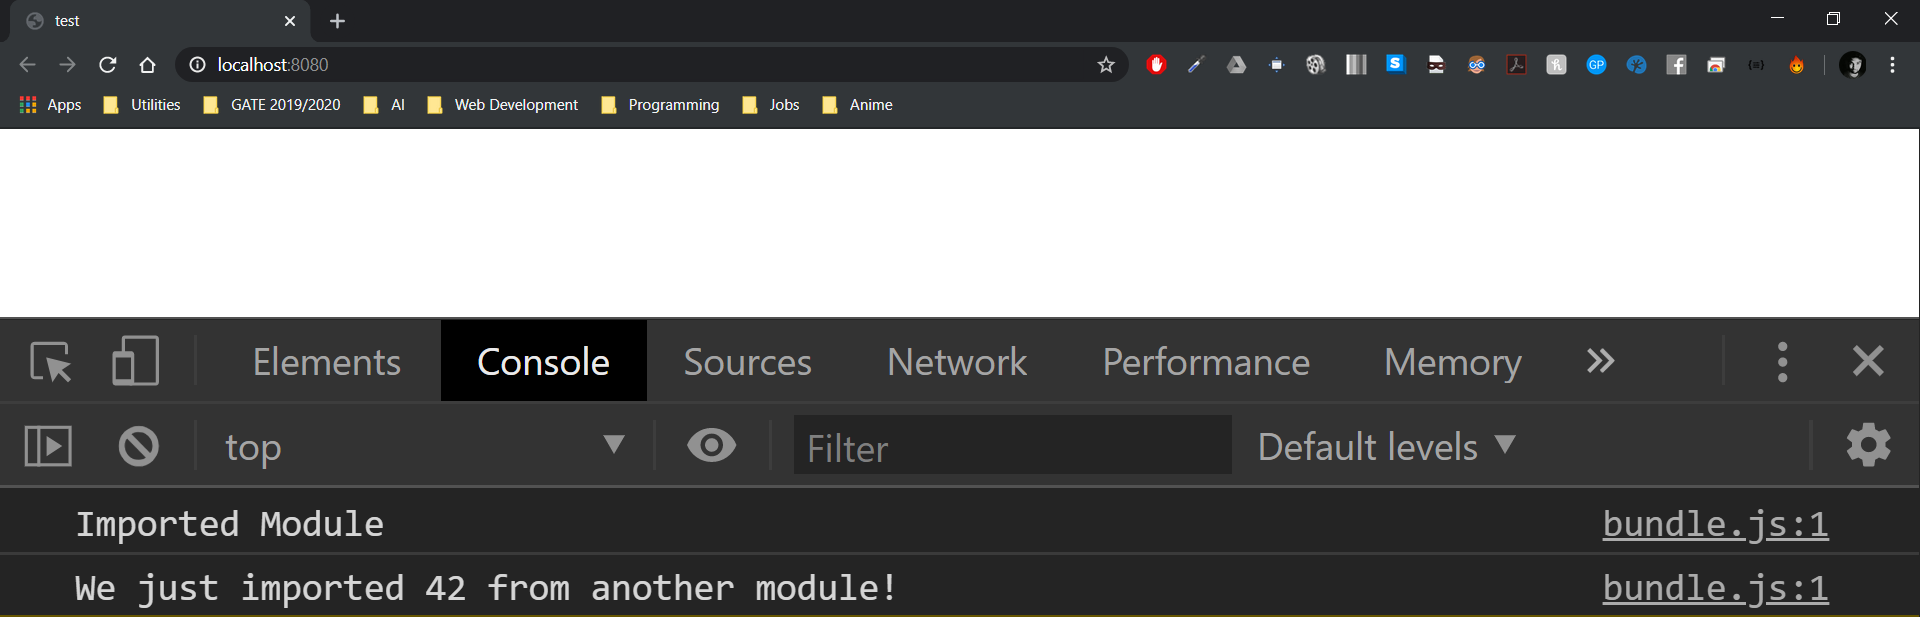 test
localhost:8080
Apps Utilities GATE 2019/2020 AI Web Development Programming Jobs Anime
Elements Console Sources Network Performance Memory
top Filter Default levels
Imported Module bundle.js:1
We just imported 42 from another module! bundle.js:1